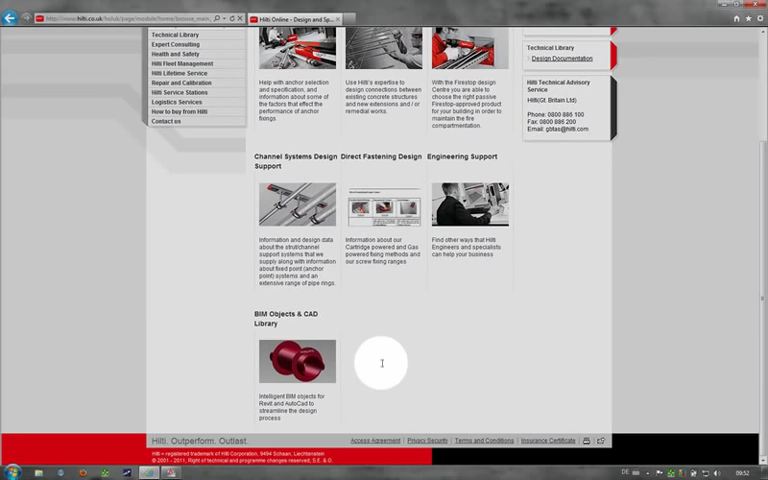 http://www.hilti.co.uk/holuk/page/module/home/browse_main
Hilti Online - Design and Sp...
Technical Library
Expert Consulting
Health and Safety
Hilti Fleet Management
Hilti Lifetime Service
Repair and Calibration
Hilti Service Stations
Logistics Services
How to buy from Hilti
Contact us
Help with anchor selection
and specification, and
information about some
of the factors that effect the
performance of anchor
fixings.
Use Hilti's expertise to
design connections between
existing concrete structures
and new extensions and / or
remedial works.
With the Firestop design
Centre you are able to
choose the right passive
Firestop-approved product
for your building in order to
maintain the fire
compartmentation.
Technical Library
Design Documentation
Hilti Technical Advisory
Service
Hilti(Gt. Britain) Ltd
Phone: 0800 886 100
Fax: 0800 886 200
Email: gbtas@hilti.com
Channel Systems Design
Support
Information and design data
about the strut/channel
support systems that we
supply along with information
about fixed point (anchor
point) systems and an
extensive range of pipe rings.
Direct Fastening Design
Information about our
Cartridge powered and Gas
powered fixing methods and
our screw fixing ranges
Engineering Support
Find other ways that Hilti
Engineers and specialists
can help your business
BIM Objects & CAD
Library
Intelligent BIM objects for
Revit and AutoCad to
streamline the design
process
Hilti. Outperform. Outlast.
Access Agreement
Privacy Security
Terms and Conditions
Insurance Certificate
Hilti = registered trademark of Hilti Corporation, 9494 Schaan, Liechtenstein
© 2001 - 2011, Right of technical and programme changes reserved, S.E. & O.
DE
09:52